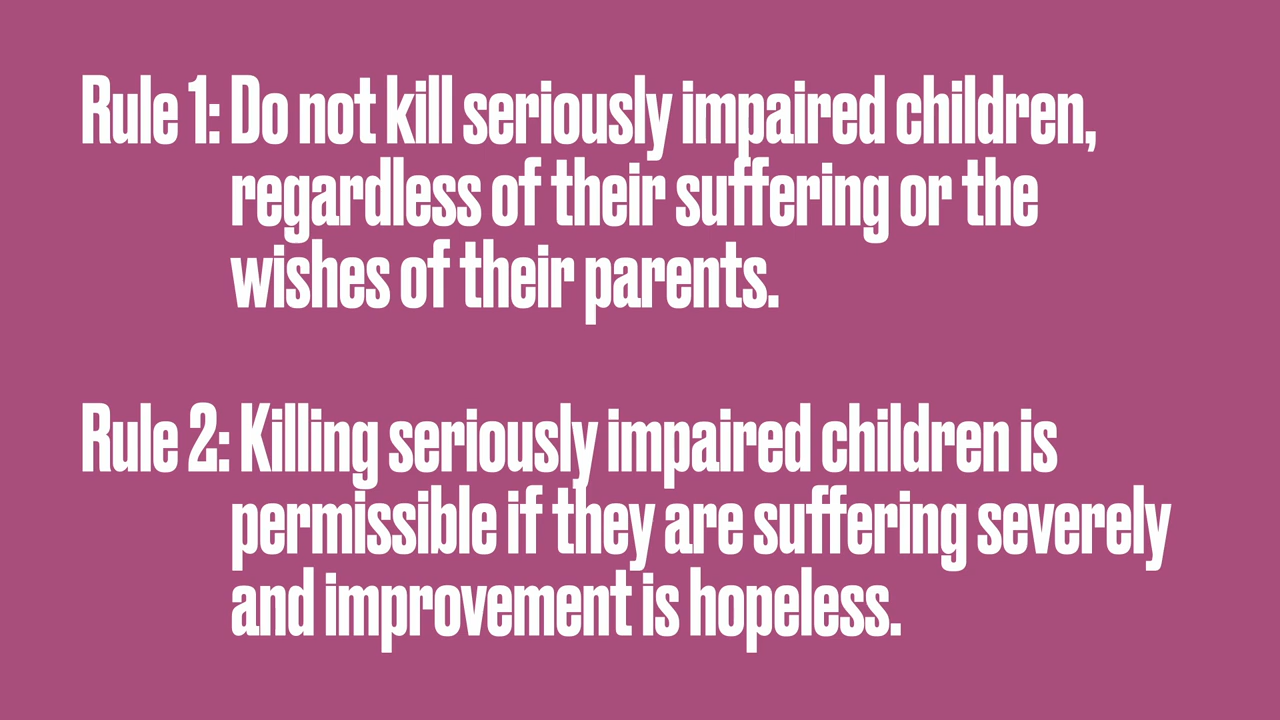 Rule 1: Do not kill seriously impaired children,
regardless of their suffering or the
wishes of their parents.
Rule 2: Killing seriously impaired children is
permissible if they are suffering severely
and improvement is hopeless.